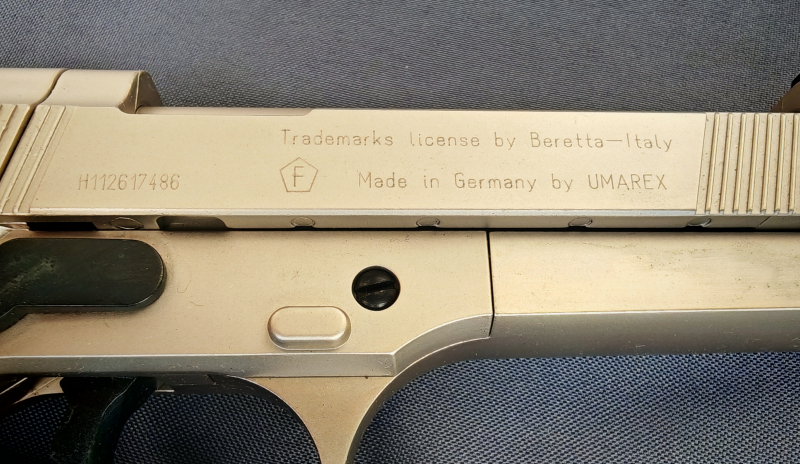 Trademarks license by Beretta-Italy
H112617486 F Made in Germany by UMAREX